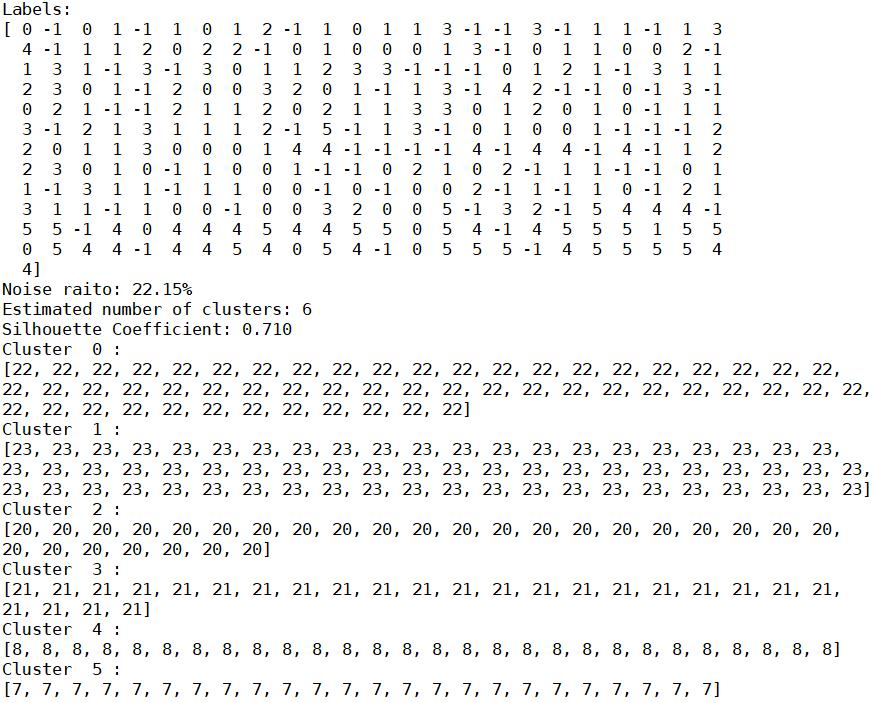 Labels:
[ 0 -1  0  1 -1  1  0  1  2 -1  1  0  1  1  3 -1 -1  3 -1  1  1 -1  1  3
  4 -1  1  1  2  0  2  2 -1  0  1  0  0  0  1  3 -1  0  1  1  0  0  2 -1
  1  3  1 -1  3 -1  3  0  1  1  2  3  3 -1 -1 -1  0  1  2  1 -1  3  1  1
  2  3  0  1 -1  2  0  0  3  2  0  1 -1  1  3 -1  4  2 -1 -1  0 -1  3 -1
  0  2  1 -1 -1  2  1  1  2  0  2  1  1  3  3  0  1  2  0  1  0 -1  1  1
  3 -1  2  1  3  1  1  1  2 -1  5 -1  1  3 -1  0  1  0  0  1 -1 -1 -1  2
  2  0  1  1  3  0  0  0  1  4  4 -1 -1 -1 -1  4 -1  4  4 -1  4 -1  1  2
  2  3  0  1  0 -1  1  0  0  1 -1 -1  0  2  1  0  2 -1  1  1 -1 -1  0  1
  1 -1  3  1  1 -1  1  1  0  0 -1  0 -1  0  0  2 -1  1 -1  1  0 -1  2  1
  3  1  1 -1  1  0  0 -1  0  0  3  2  0  0  5 -1  3  2 -1  5  4  4  4 -1
  5  5 -1  4  0  4  4  4  5  4  4  5  5  0  5  4 -1  4  5  5  5  1  5  5
  0  5  4  4 -1  4  4  5  4  0  5  4 -1  0  5  5  5 -1  4  5  5  5  5  4
  4]
Noise raito: 22.15%
Estimated number of clusters: 6
Silhouette Coefficient: 0.710
Cluster  0 :
[22, 22, 22, 22, 22, 22, 22, 22, 22, 22, 22, 22, 22, 22, 22, 22, 22, 22, 22, 22, 22,
22, 22, 22, 22, 22, 22, 22, 22, 22, 22, 22, 22, 22, 22, 22, 22, 22, 22, 22, 22, 22, 22,
22, 22, 22, 22, 22, 22, 22, 22, 22, 22, 22, 22]
Cluster  1 :
[23, 23, 23, 23, 23, 23, 23, 23, 23, 23, 23, 23, 23, 23, 23, 23, 23, 23, 23, 23, 23,
23, 23, 23, 23, 23, 23, 23, 23, 23, 23, 23, 23, 23, 23, 23, 23, 23, 23, 23, 23, 23, 23,
23, 23, 23, 23, 23, 23, 23, 23, 23, 23, 23, 23, 23, 23, 23, 23, 23, 23, 23, 23, 23, 23]
Cluster  2 :
[20, 20, 20, 20, 20, 20, 20, 20, 20, 20, 20, 20, 20, 20, 20, 20, 20, 20, 20, 20, 20,
20, 20, 20, 20, 20, 20, 20]
Cluster  3 :
[21, 21, 21, 21, 21, 21, 21, 21, 21, 21, 21, 21, 21, 21, 21, 21, 21, 21, 21, 21, 21,
21, 21, 21, 21]
Cluster  4 :
[8, 8, 8, 8, 8, 8, 8, 8, 8, 8, 8, 8, 8, 8, 8, 8, 8, 8, 8, 8, 8, 8, 8, 8, 8, 8, 8, 8]
Cluster  5 :
[7, 7, 7, 7, 7, 7, 7, 7, 7, 7, 7, 7, 7, 7, 7, 7, 7, 7, 7, 7, 7, 7, 7, 7]